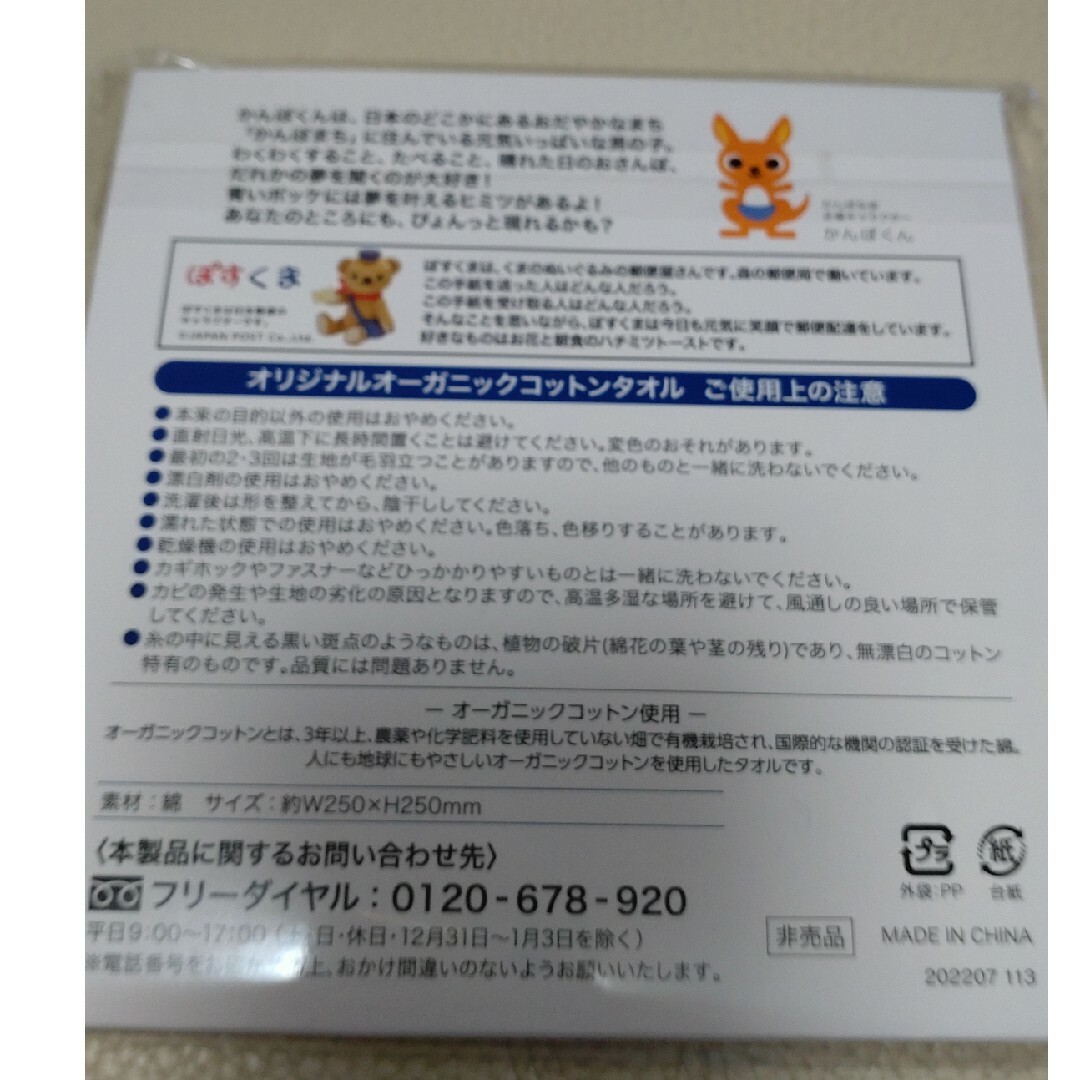 かんぽくんは、日本のどこかにあるおだやかなまち
「かんぽまち」に住んでいる元気いっぱいな男の子。
わくわくすること、たべること、晴れた日のおさんぽ、
だれかの夢を聞くのが大好き！
青いポッケには夢を叶えるヒミツがあるよ！
あなたのところにも、ぴょんっと現れるかも？
かんぽくん
ぽすくま
©JAPAN POST Co.,Ltd.
ぽすくまは、くまのぬいぐるみの郵便屋さんです。森の郵便局で働いています。
この手紙を送った人はどんな人だろう。
この手紙を受け取る人はどんな人だろう。
そんなことを思いながら、ぽすくまは今日も元気に笑顔で郵便配達をしています。
好きなものはお花と朝食のハチミツトーストです。
オリジナルオーガニックコットンタオル ご使用上の注意
●本来の目的以外の使用はおやめください。
●直射日光、高温下に長時間置くことは避けてください。変色のおそれがあります。
●最初の2・3回は生地が毛羽立つことがありますので、他のものと一緒に洗わないでください。
●漂白剤の使用はおやめください。
●洗濯後は形を整えてから、陰干ししてください。
●濡れた状態での使用はおやめください。色落ち、色移りすることがあります。
●乾燥機の使用はおやめください。
●カギホックやファスナーなどひっかかりやすいものとは一緒に洗わないでください。
●カビの発生や生地の劣化の原因となりますので、高温多湿な場所を避けて、風通しの良い場所で保管
してください。
●糸の中に見える黒い斑点のようなものは、植物の破片(綿花の葉や茎の残り)であり、無漂白のコットン
特有のものです。品質には問題ありません。
－ オーガニックコットン使用 －
オーガニックコットンとは、3年以上、農薬や化学肥料を使用していない畑で有機栽培され、国際的な機関の認証を受けた綿。
人にも地球にもやさしいオーガニックコットンを使用したタオルです。
素材：綿 サイズ：約W250×H250mm
〈本製品に関するお問い合わせ先〉
フリーダイヤル：0120-678-920
平日9:00～17:00（土・日・休日・12月31日～1月3日を除く）
※電話番号をお 上、おかけ間違いのないようお願いいたします。
プラ
外袋：PP
紙
台紙
非売品
MADE IN CHINA
202207 113